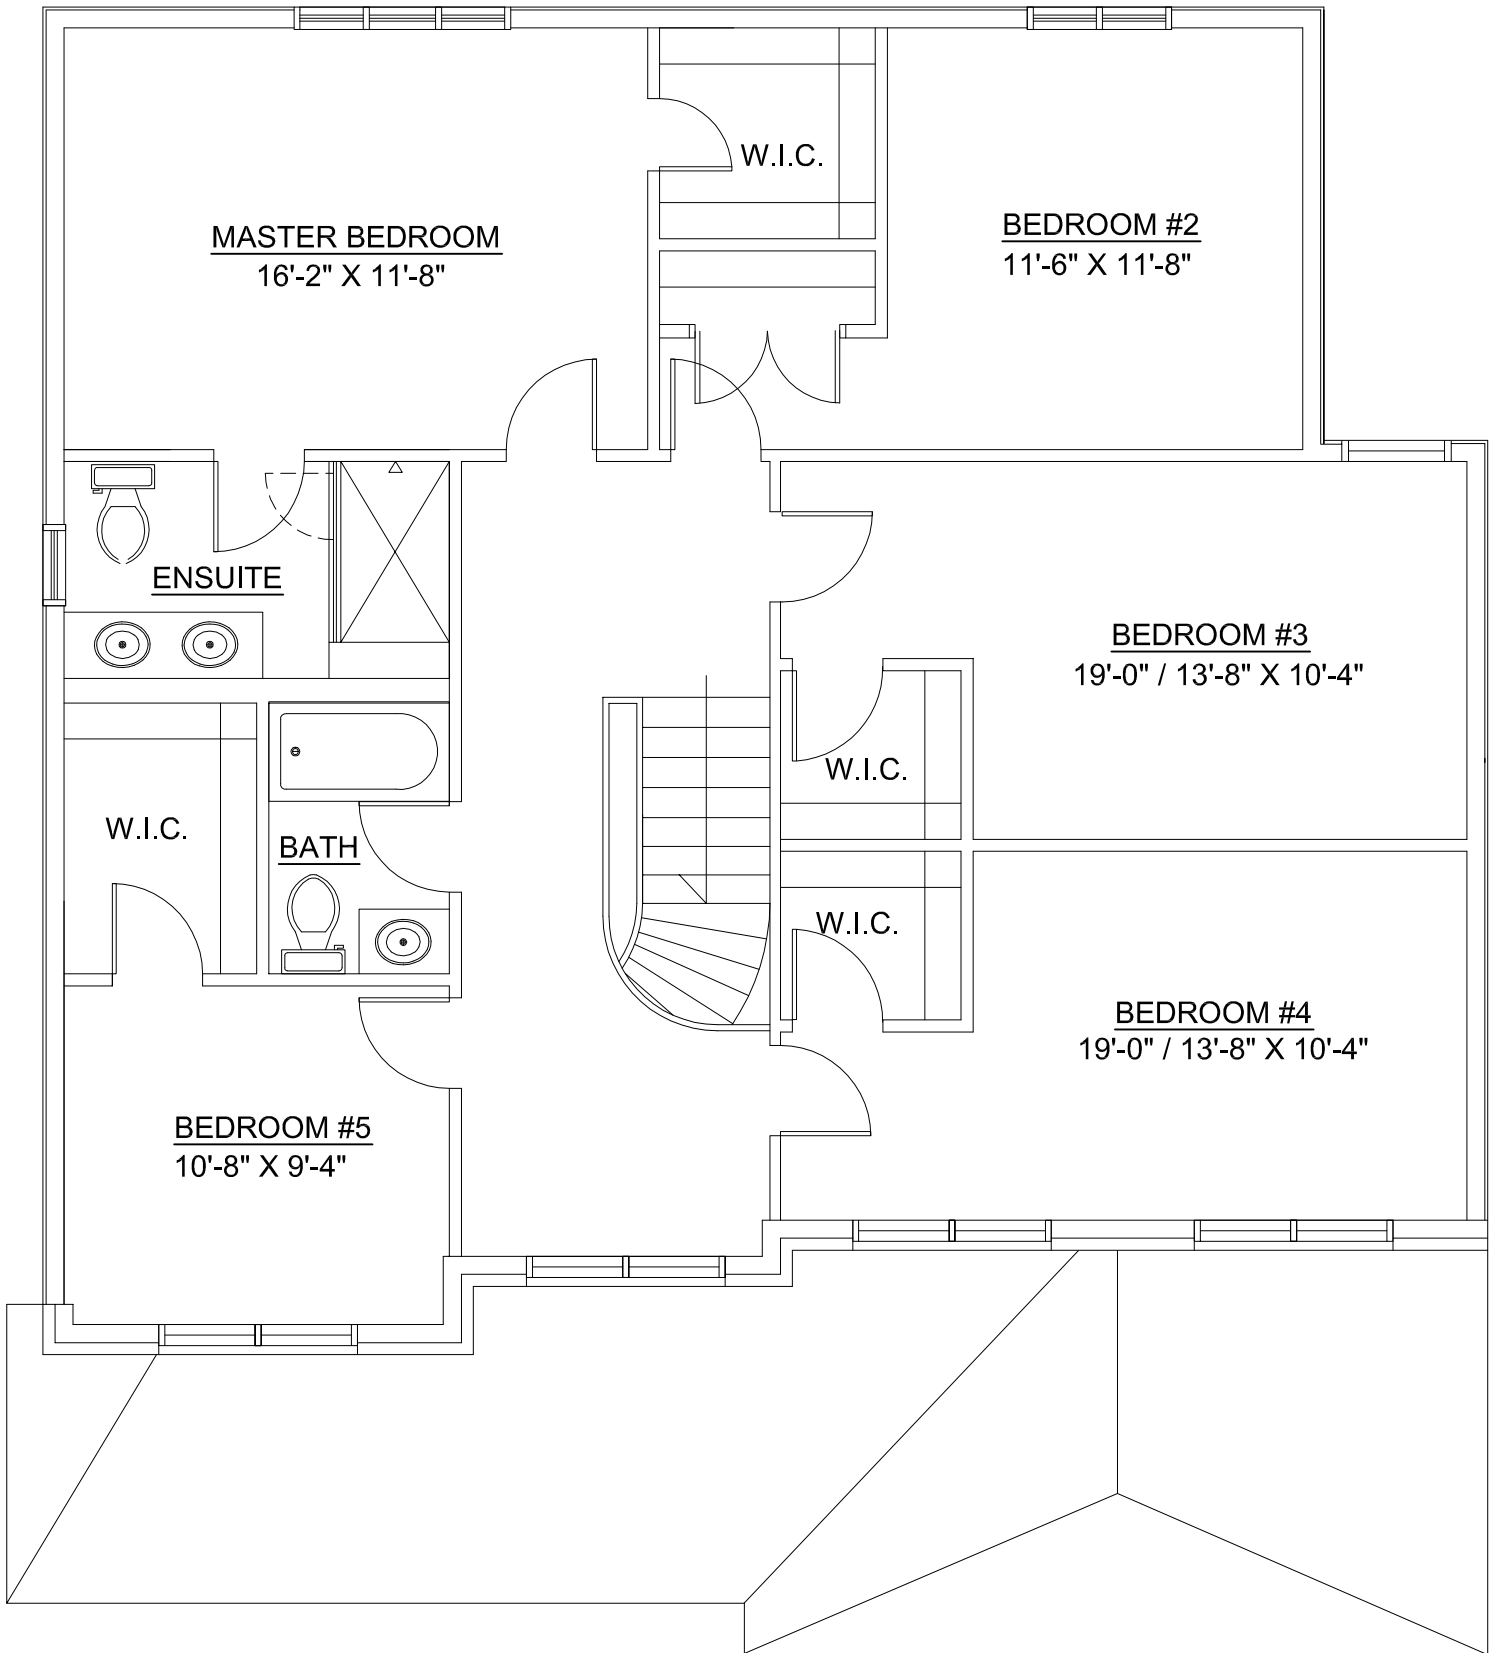 W.I.C.
MASTER BEDROOM
16'-2" X 11'-8"
BEDROOM #2
11'-6" X 11'-8"
ENSUITE
BEDROOM #3
19'-0" / 13'-8" X 10'-4"
W.I.C.
W.I.C.
BATH
W.I.C.
BEDROOM #4
19'-0" / 13'-8" X 10'-4"
BEDROOM #5
10'-8" X 9'-4"